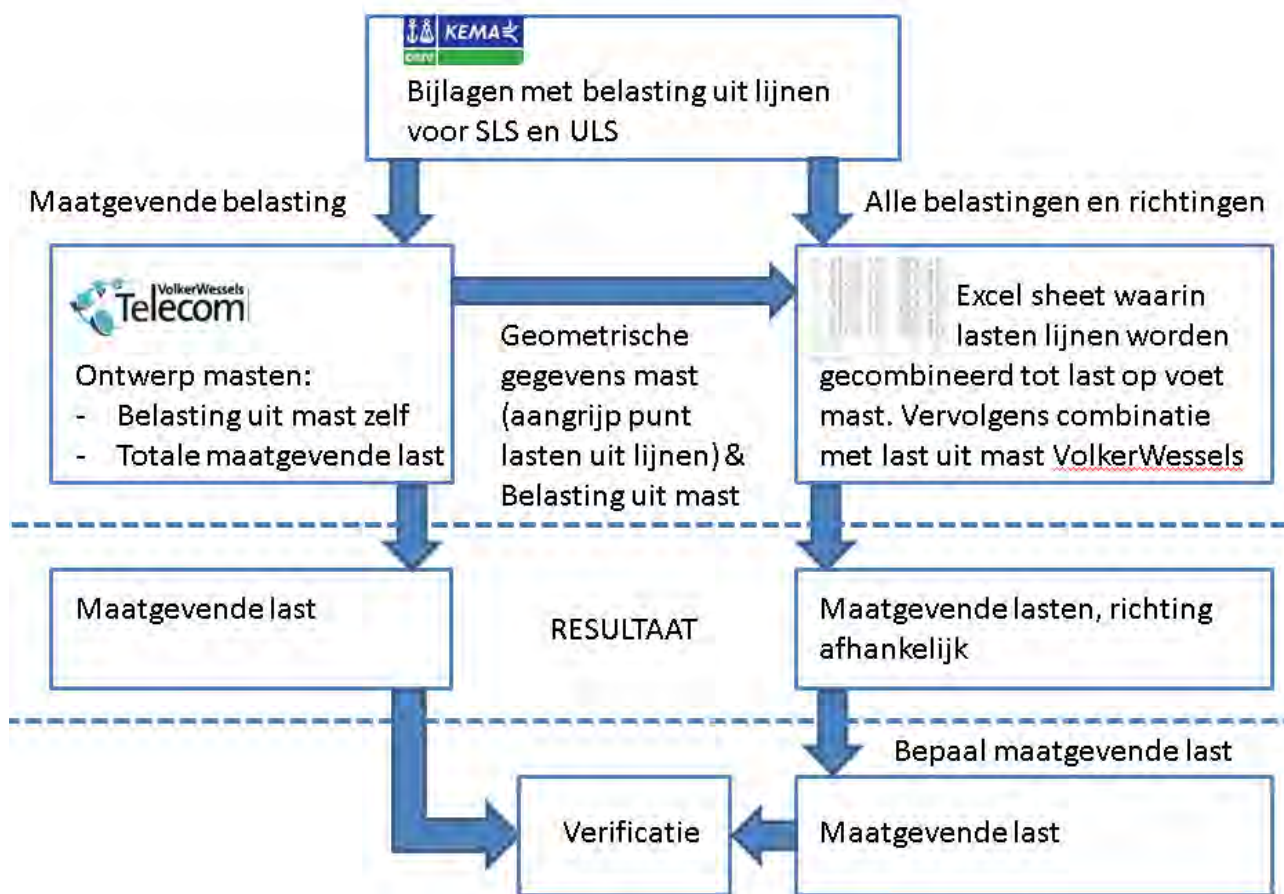 KEMA
Bijlagen met belasting uit lijnen
voor SLS en ULS
Maatgevende belasting
Alle belastingen en richtingen
VolkerWessels
Telecom
Ontwerp masten:
- Belasting uit mast zelf
- Totale maatgevende last
Geometrische
gegevens mast
(aangrijp punt
lasten uit lijnen) &
Belasting uit mast
Excel sheet waarin
lasten lijnen worden
gecombineerd tot last op voet
mast. Vervolgens combinatie
met last uit mast VolkerWessels
Maatgevende last
RESULTAAT
Maatgevende lasten, richting
afhankelijk
Bepaal maatgevende last
Verificatie
Maatgevende last